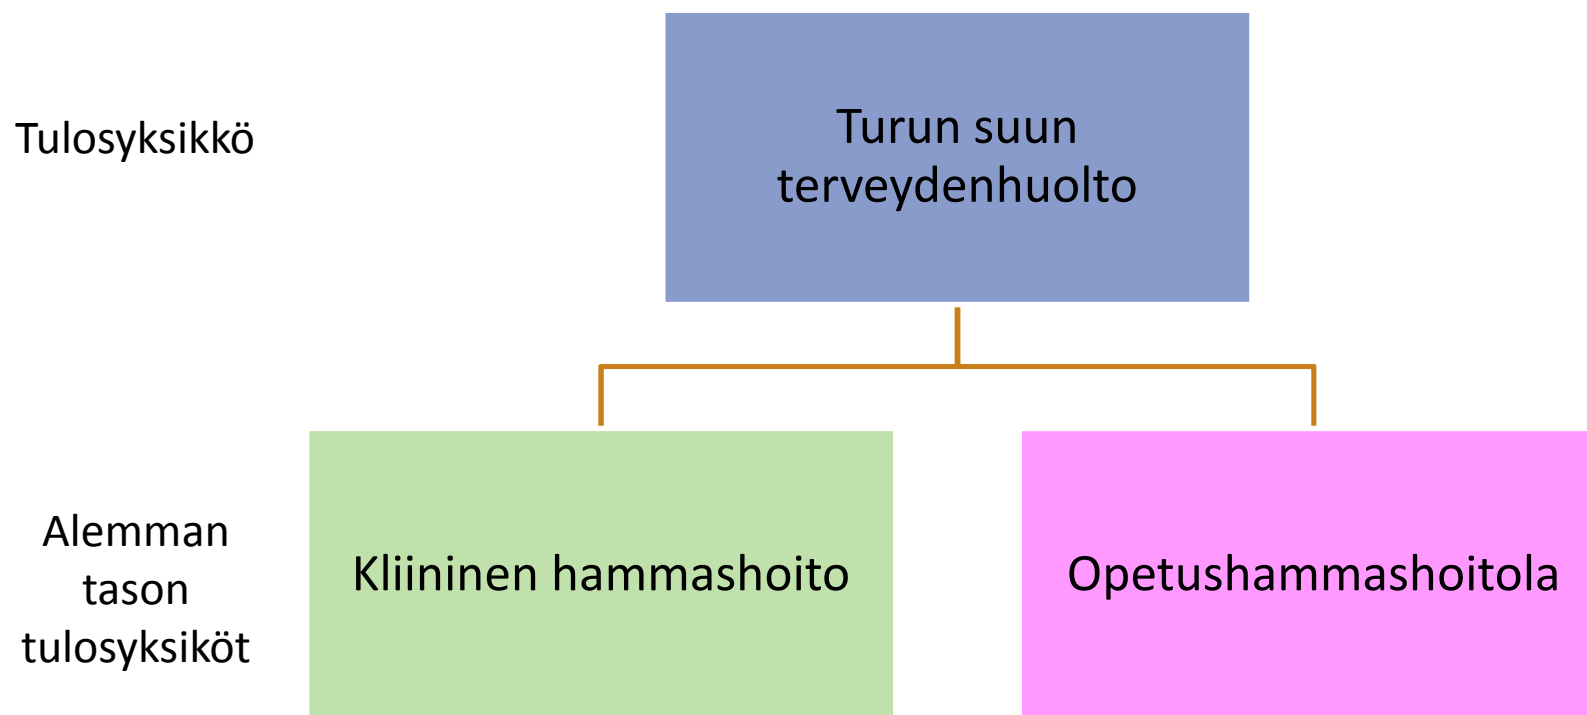 Tulosyksikkö
Turun suun
terveydenhuolto
Alemman
tason
tulosyksiköt
Kliininen hammashoito
Opetushammashoitola